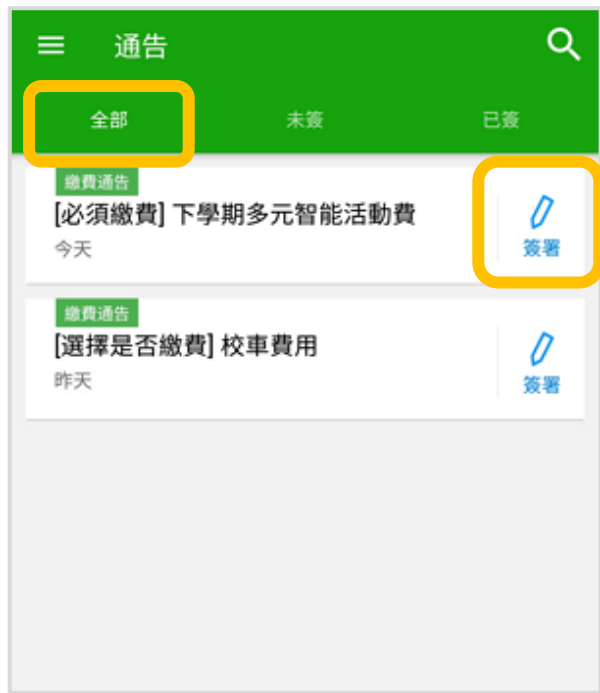 通告
全部 未簽 已簽
繳費通告
[必須繳費] 下學期多元智能活動費
今天
簽署
繳費通告
[選擇是否繳費] 校車費用
昨天
簽署